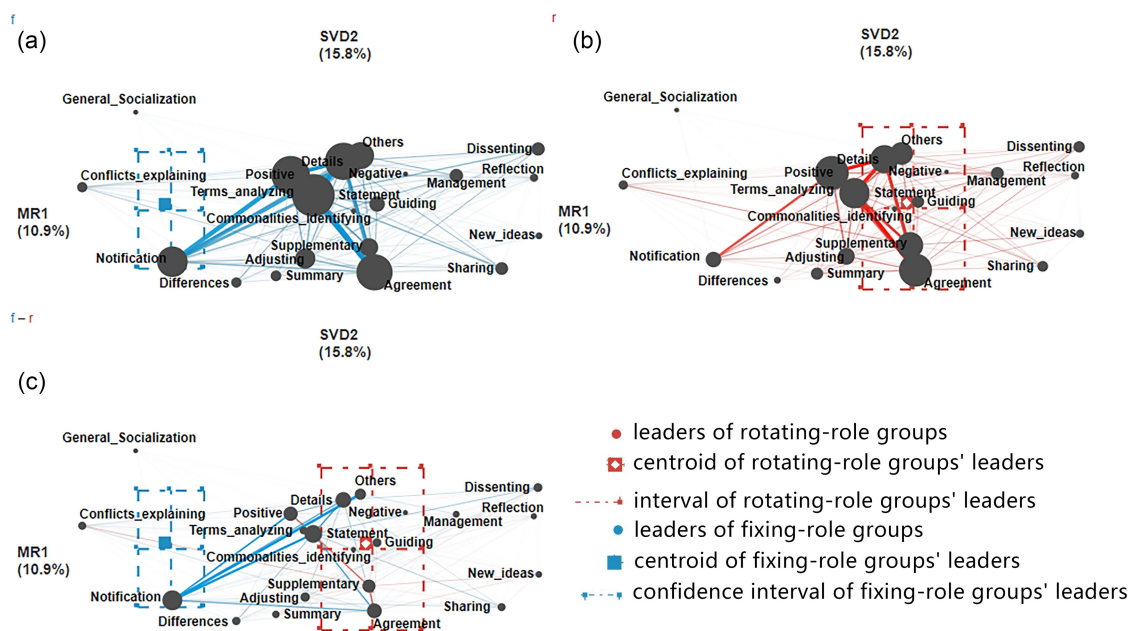 f
(a)
SVD2
(15.8%)
General_Socialization
Others
Details
Dissenting
Conflicts_explaining
Positive
Negative
Reflection
Management
Terms_analyzing
Statement
Guiding
MR1
(10.9%)
Commonalities_identifying
New_ideas
Supplementary
Notification
Adjusting
Sharing
Summary
Differences
Agreement
r
(b)
SVD2
(15.8%)
General_Socialization
Others
Details
Dissenting
Conflicts_explaining
Positive
Negative
Reflection
Management
Terms_analyzing
Statement
Guiding
MR1
(10.9%)
Commonalities_identifying
New_ideas
Supplementary
Notification
Adjusting
Sharing
Summary
Differences
Agreement
f – r
(c)
SVD2
(15.8%)
General_Socialization
Others
Details
Dissenting
Conflicts_explaining
Positive
Negative
Reflection
Management
Terms_analyzing
Statement
Guiding
MR1
(10.9%)
Commonalities_identifying
New_ideas
Supplementary
Notification
Adjusting
Sharing
Summary
Differences
Agreement
leaders of rotating-role groups
centroid of rotating-role groups' leaders
interval of rotating-role groups' leaders
leaders of fixing-role groups
centroid of fixing-role groups' leaders
confidence interval of fixing-role groups' leaders